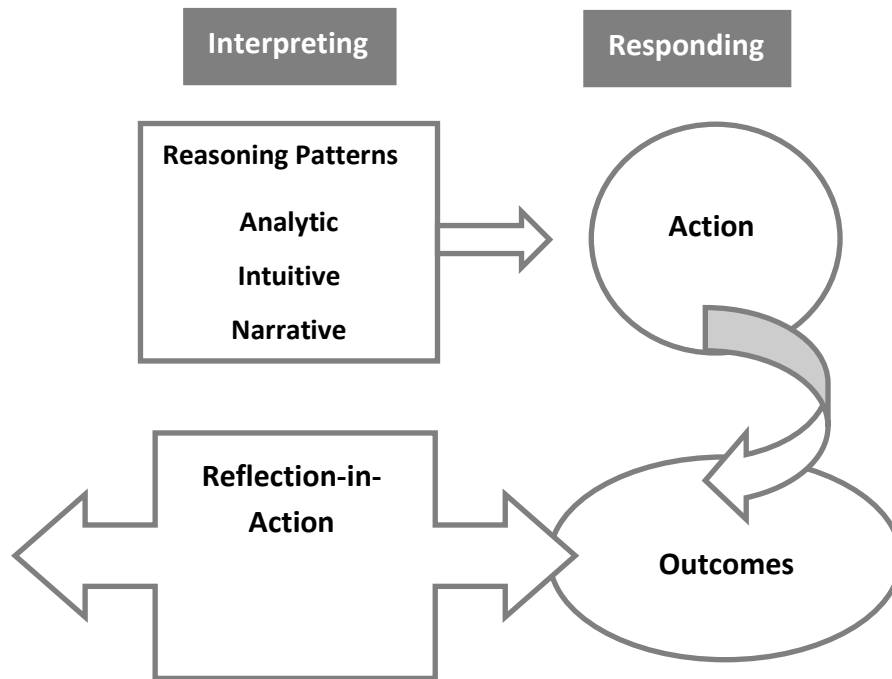 Interpreting
Responding
Reasoning Patterns
Analytic
Intuitive
Narrative
Action
Reflection-in-
Action
Outcomes